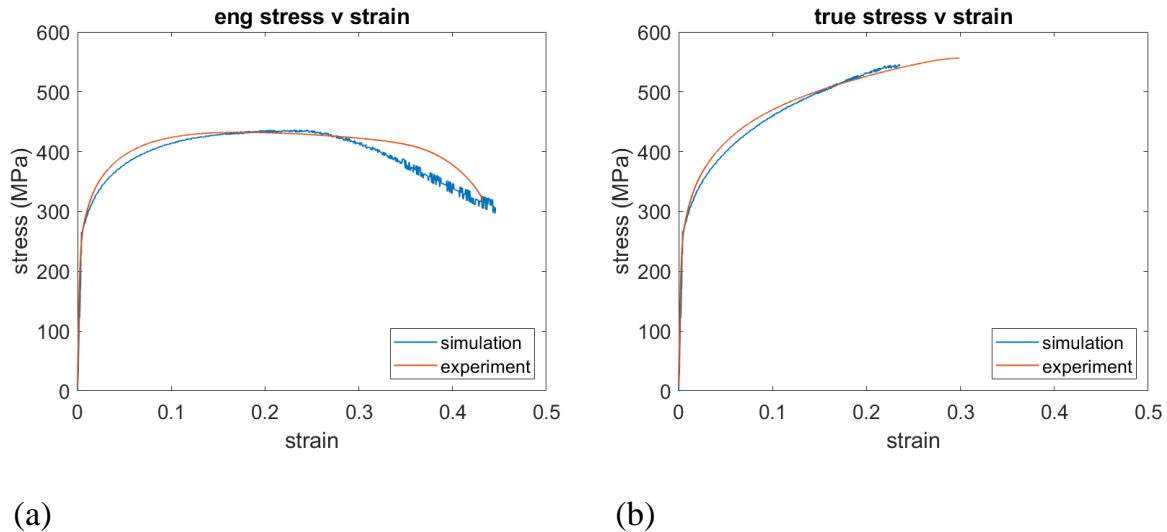 eng stress v strain
600
500
400
300
200
100
0
stress (MPa)
simulation
experiment
0 0.1 0.2 0.3 0.4 0.5
strain
(a)
true stress v strain
600
500
400
300
200
100
0
stress (MPa)
simulation
experiment
0 0.1 0.2 0.3 0.4 0.5
strain
(b)